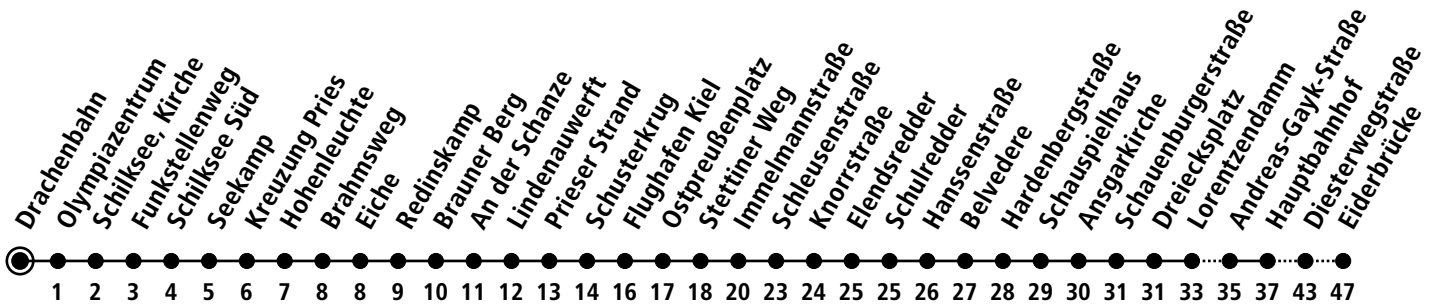 Drachenbahn
Olympiazentrum
Schilksee, Kirche
Funkstellenweg
Schilksee Süd
Seekamp
Kreuzung Pries
Hohenleuchte
Brahmsweg
Eiche
Redinskamp
Brauner Berg
An der Schanze
Lindenauwerft
Prieser Strand
Schusterkrug
Flughafen Kiel
Ostpreußenplatz
Stettiner Weg
Immelmannstraße
Schleusenstraße
Knorrstraße
Elendsredder
Schulredder
Hanssenstraße
Belvedere
Hardenbergstraße
Schauspielhaus
Ansgarkirche
Schauenburgerstraße
Dreiecksplatz
Lorentzendamm
Andreas-Gayk-Straße
Hauptbahnhof
Diesterwegstraße
Eiderbrücke
1 2 3 4 5 6 7 8 8 9 10 11 12 13 14 16 17 18 20 23 24 25 25 26 27 28 29 30 31 31 33 35 37 43 47